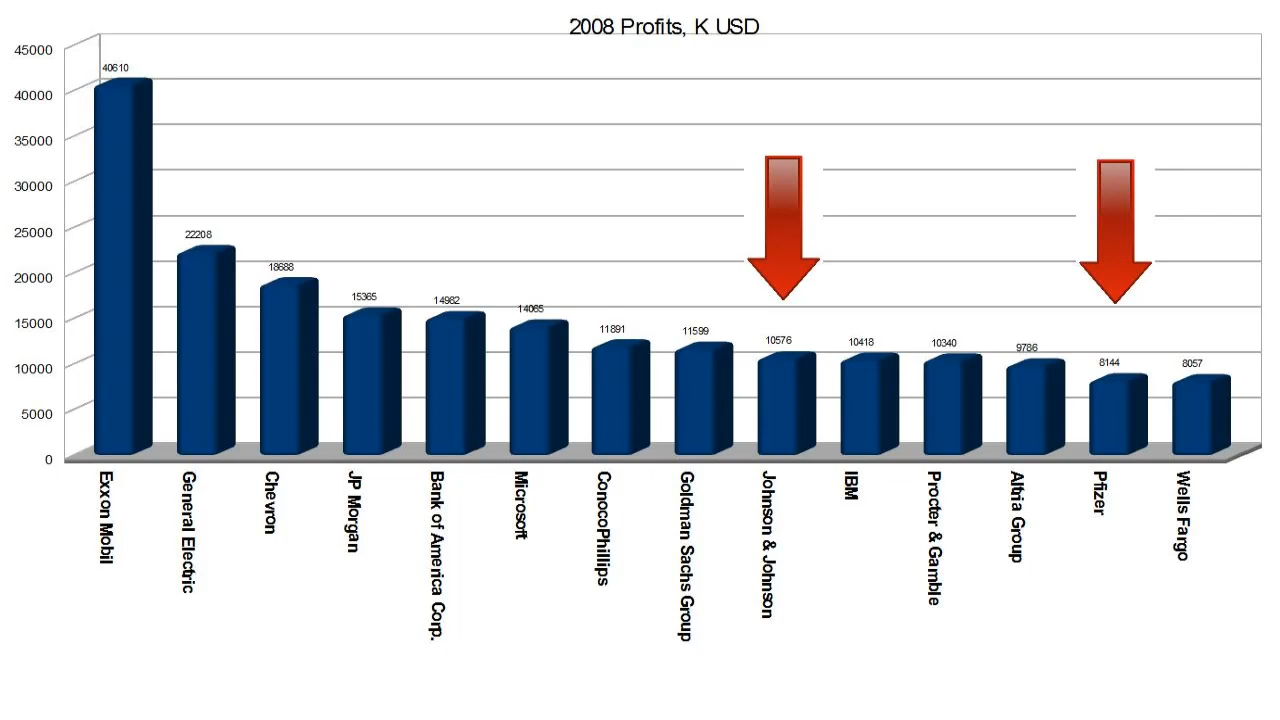 2008 Profits, K USD
45000
40000
35000
30000
25000
20000
15000
10000
5000
0
40610
22208
18688
15365
14982
14065
11891
11599
10576
10418
10340
9786
8144
8057
Exxon Mobil
General Electric
Chevron
JP Morgan
Bank of America Corp.
Microsoft
ConocoPhillips
Goldman Sachs Group
Johnson & Johnson
IBM
Procter & Gamble
Altria Group
Pfizer
Wells Fargo